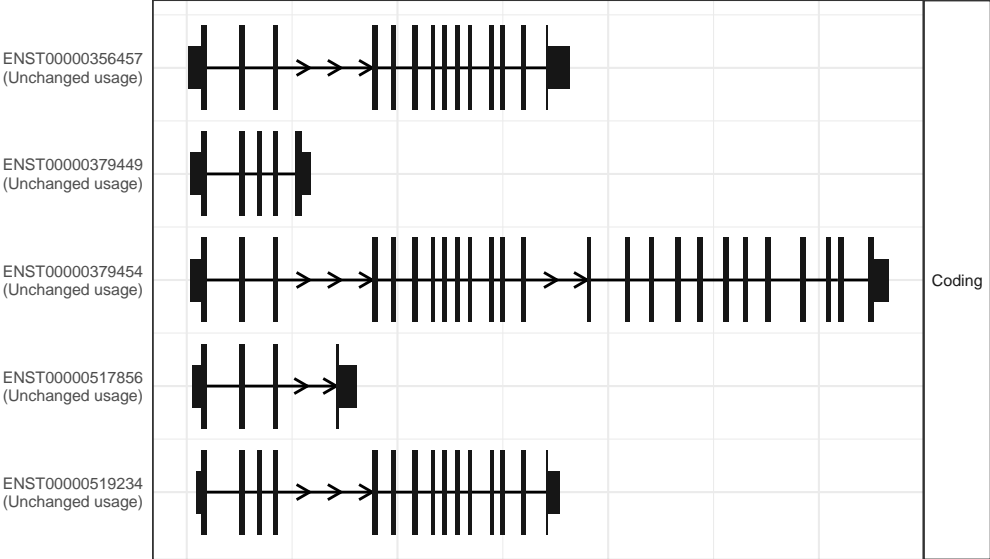 ENST00000356457
(Unchanged usage)
ENST00000379449
(Unchanged usage)
ENST00000379454
(Unchanged usage)
Coding
ENST00000517856
(Unchanged usage)
ENST00000519234
(Unchanged usage)